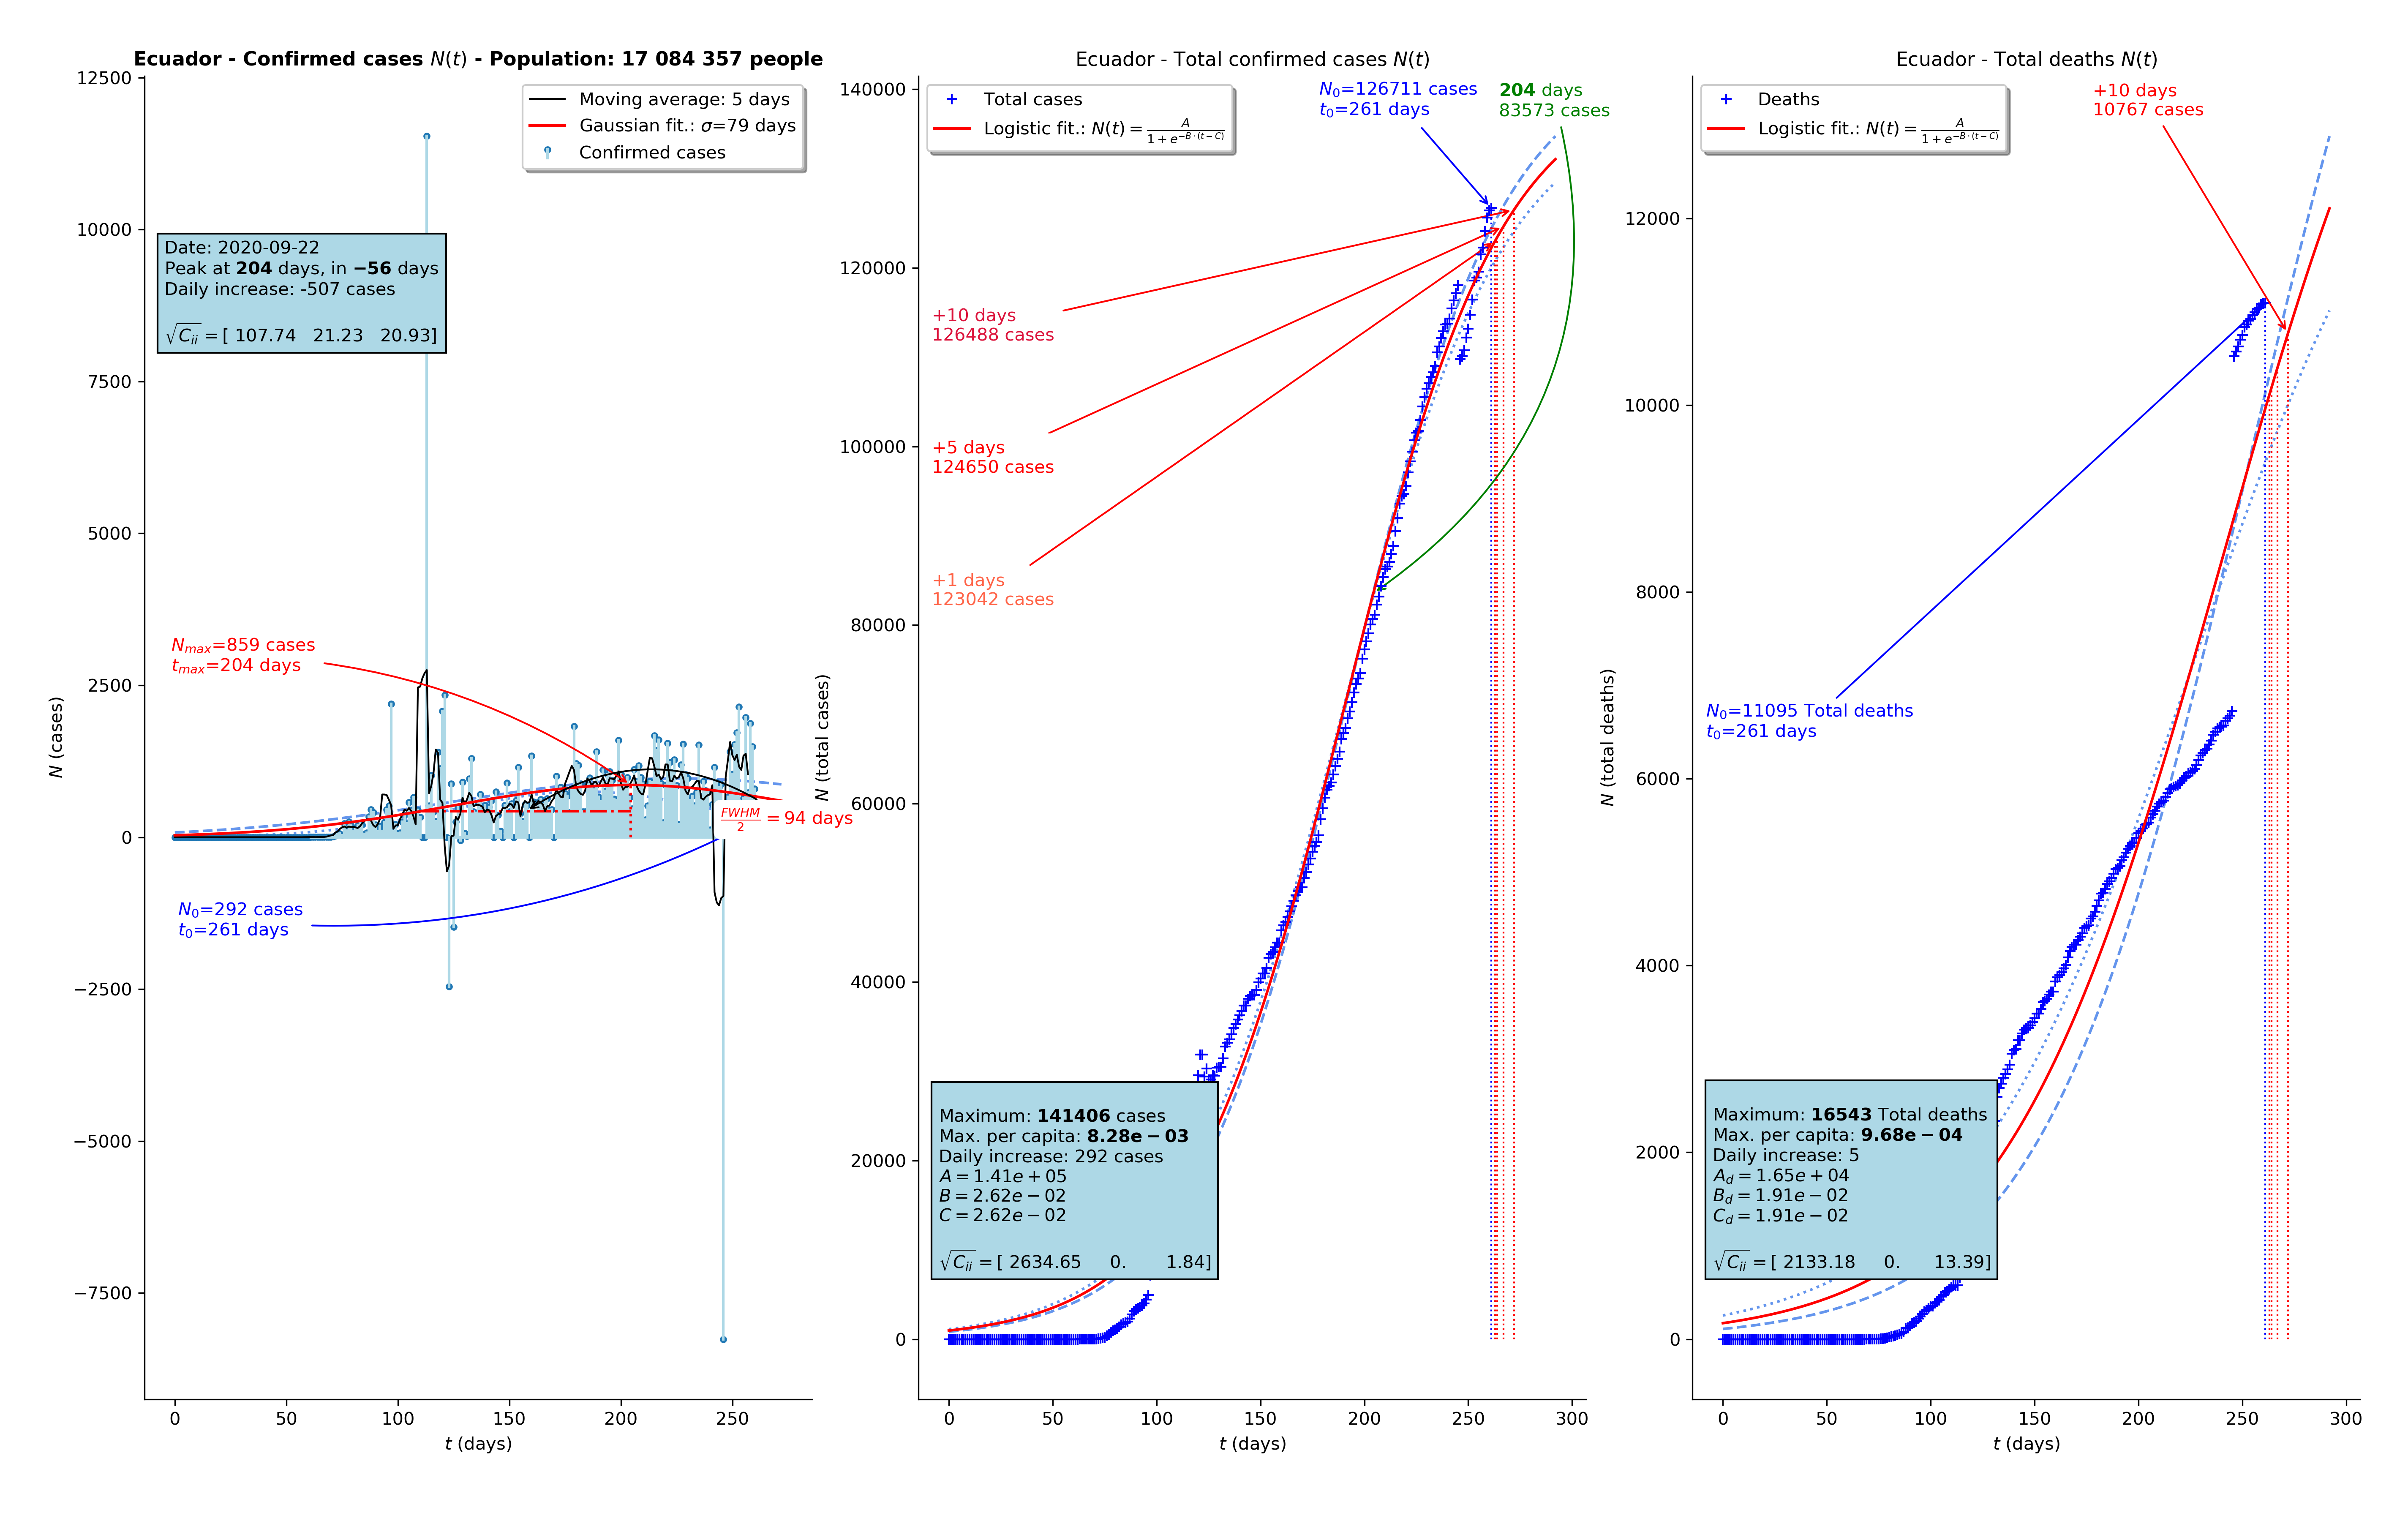 Ecuador - Confirmed cases N(t) - Population: 17 084 357 people
12500
10000
7500
5000
2500
0
−2500
−5000
−7500
N (cases)
0 50 100 150 200 250
t (days)
Moving average: 5 days
Gaussian fit.: σ=79 days
Confirmed cases
Date: 2020-09-22
Peak at 204 days, in −56 days
Daily increase: -507 cases
√C_ii = [ 107.74 21.23 20.93]
N_max=859 cases
t_max=204 days
FWHM/2 = 94 days
N_0=292 cases
t_0=261 days
Ecuador - Total confirmed cases N(t)
140000
120000
100000
80000
60000
40000
20000
0
N (total cases)
0 50 100 150 200 250 300
t (days)
Total cases
Logistic fit.: N(t) = A/(1 + e^{−B·(t−C)})
N_0=126711 cases
t_0=261 days
204 days
83573 cases
+10 days
126488 cases
+5 days
124650 cases
+1 days
123042 cases
Maximum: 141406 cases
Max. per capita: 8.28e − 03
Daily increase: 292 cases
A = 1.41e + 05
B = 2.62e − 02
C = 2.62e − 02
√C_ii = [ 2634.65 0. 1.84]
Ecuador - Total deaths N(t)
12000
10000
8000
6000
4000
2000
0
N (total deaths)
0 50 100 150 200 250 300
t (days)
Deaths
Logistic fit.: N(t) = A/(1 + e^{−B·(t−C)})
+10 days
10767 cases
N_0=11095 Total deaths
t_0=261 days
Maximum: 16543 Total deaths
Max. per capita: 9.68e − 04
Daily increase: 5
A_d = 1.65e + 04
B_d = 1.91e − 02
C_d = 1.91e − 02
√C_ii = [ 2133.18 0. 13.39]